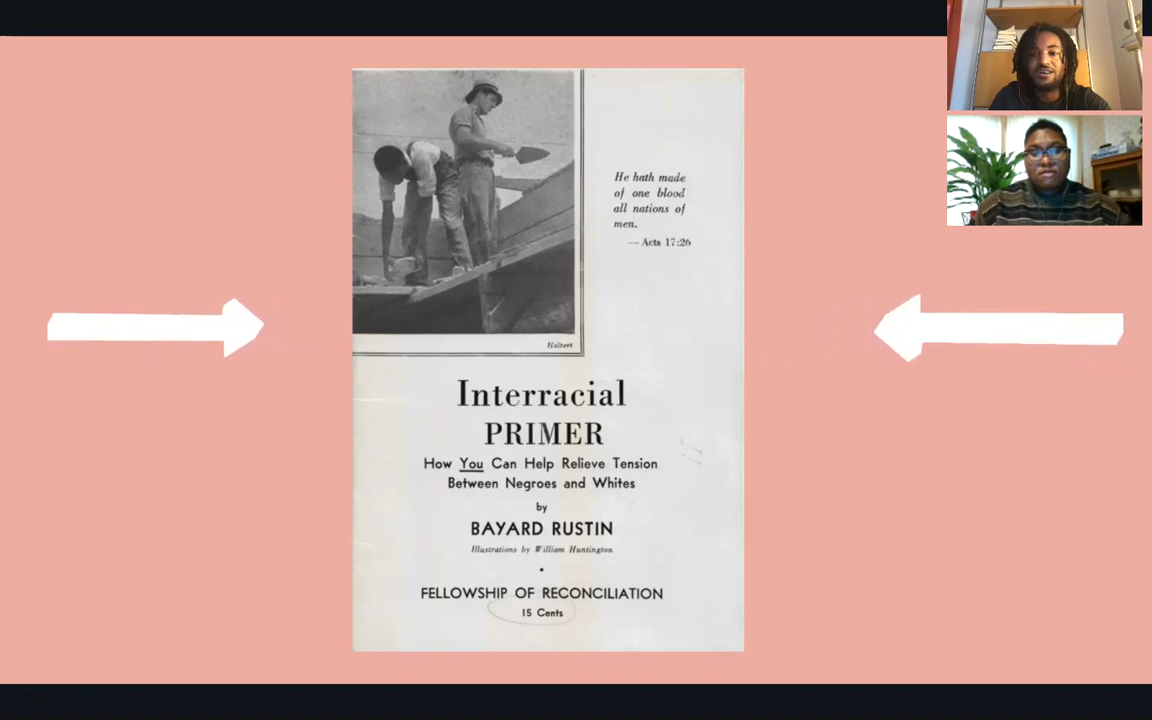 He hath made
of one blood
all nations of
men.
— Acts 17:26
Halbert
Interracial
PRIMER
How You Can Help Relieve Tension
Between Negroes and Whites
by
BAYARD RUSTIN
Illustrations by William Huntington
FELLOWSHIP OF RECONCILIATION
15 Cents